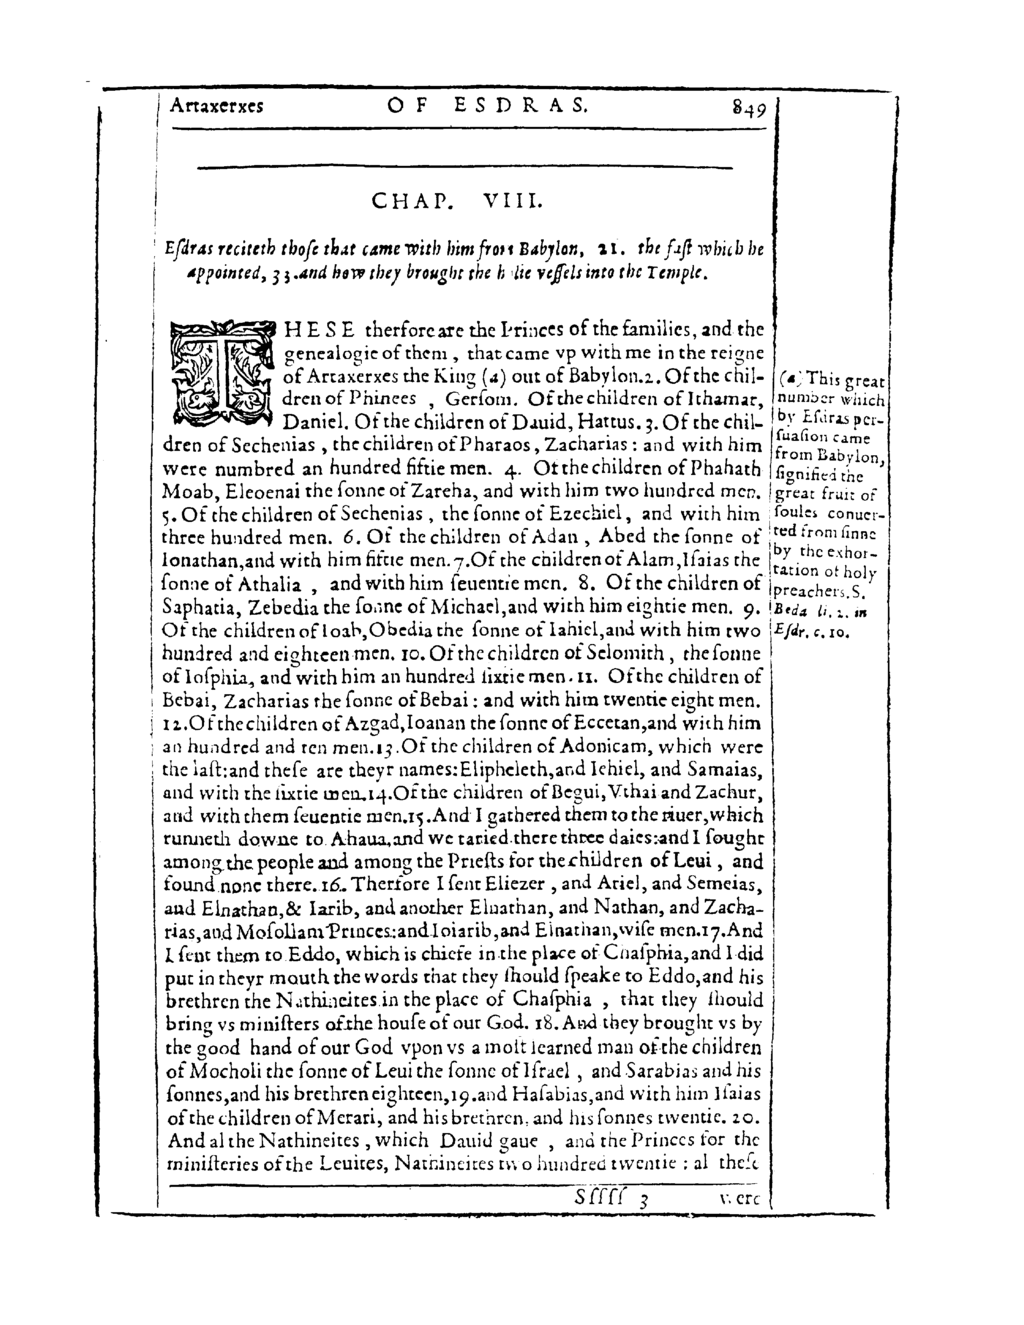 Artaxerxes OF ESDRAS. 849
CHAP. VIII.
Eſdras reciteth thoſe that came with him from Babylon, 21. the faſt which he
appointed, 33. and how they brought the holie veſſels into the Temple.
THESE therfore are the Princes of the families, and the
genealogie of them, that came vp with me in the reigne
of Artaxerxes the King (a) out of Babylon. 2. Of the chil-
dren of Phinees, Gerſom. Of the children of Ithamar,
Daniel. Of the children of Dauid, Hattus. 3. Of the chil-
dren of Sechenias, the children of Pharaos, Zacharias: and with him
were numbred an hundred fiftie men. 4. Of the children of Phahath
Moab, Eleoenai the ſonne of Zareha, and with him two hundred men.
5. Of the children of Sechenias, the ſonne of Ezechiel, and with him
three hundred men. 6. Of the children of Adan, Abed the ſonne of
Ionathan, and with him fiftie men. 7. Of the children of Alam, Iſaias the
ſonne of Athalia, and with him ſeuentie men. 8. Of the children of
Saphatia, Zebedia the ſonne of Michael, and with him eightie men. 9.
Of the children of Ioab, Obedia the ſonne of Iahiel, and with him two
hundred and eighteen men. 10. Of the children of Selomith, the ſonne
of Ioſphia, and with him an hundred ſixtie men. 11. Of the children of
Bebai, Zacharias the ſonne of Bebai: and with him twentie eight men.
12. Of the children of Azgad, Ioanan the ſonne of Eccetan, and with him
an hundred and ten men. 13. Of the children of Adonicam, which were
the laſt: and theſe are theyr names: Elipheleth, and Iehiel, and Samaias,
and with the ſixtie men. 14. Of the children of Begui, Vthai and Zachur,
and with them ſeuentie men. 15. And I gathered them to the riuer, which
runneth downe to Ahaua, and we taried there three daies: and I ſought
among the people and among the Prieſts for the children of Leui, and
found none there. 16. Therfore I ſent Eliezer, and Ariel, and Semeias,
and Elnathan, & Iarib, and another Elnathan, and Nathan, and Zacha-
rias, and Moſollam Princes: and Ioiarib, and Elnathan, wiſe men. 17. And
I ſent them to Eddo, which is chiefe in the place of Chaſphia, and I did
put in theyr mouth the words that they ſhould ſpeake to Eddo, and his
brethren the Nathineites in the place of Chaſphia, that they ſhould
bring vs miniſters of the houſe of our God. 18. And they brought vs by
the good hand of our God vpon vs a moſt learned man of the children
of Mocholi the ſonne of Leui the ſonne of Iſrael, and Sarabias and his
ſonnes, and his brethren eighteen, 19. and Haſabias, and with him Iſaias
of the children of Merari, and his brethren, and his ſonnes twentie. 20.
And al the Nathineites, which Dauid gaue, and the Princes for the
miniſteries of the Leuites, Nathineites two hundred twentie: al theſe
Sſſſſ 3 were
(a) This great
number which
by Eſdras per-
ſuaſion came
from Babylon,
ſignified the
great fruit of
ſoules conuer-
ted from ſinne
by the exhor-
tation of holy
preachers. S.
Beda li. 2. in
Eſdr. c. 10.